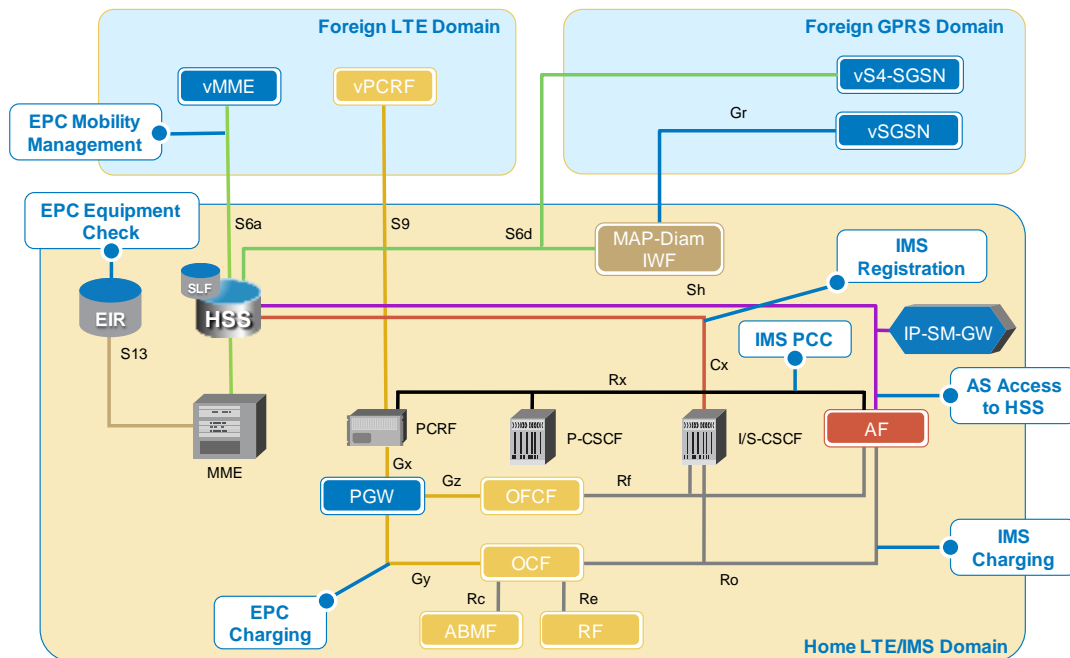 Foreign LTE Domain
Foreign GPRS Domain
vMME
vPCRF
vS4-SGSN
Gr
vSGSN
EPC Mobility
Management
EPC Equipment
Check
S6a
S9
S6d
MAP-Diam
IWF
IMS
Registration
SLF
HSS
Sh
EIR
IP-SM-GW
S13
IMS PCC
Cx
Rx
AS Access
to HSS
PCRF
P-CSCF
I/S-CSCF
AF
MME
Gx
PGW
Gz
OFCF
Rf
IMS
Charging
OCF
Gy
Ro
Rc
Re
EPC
Charging
ABMF
RF
Home LTE/IMS Domain